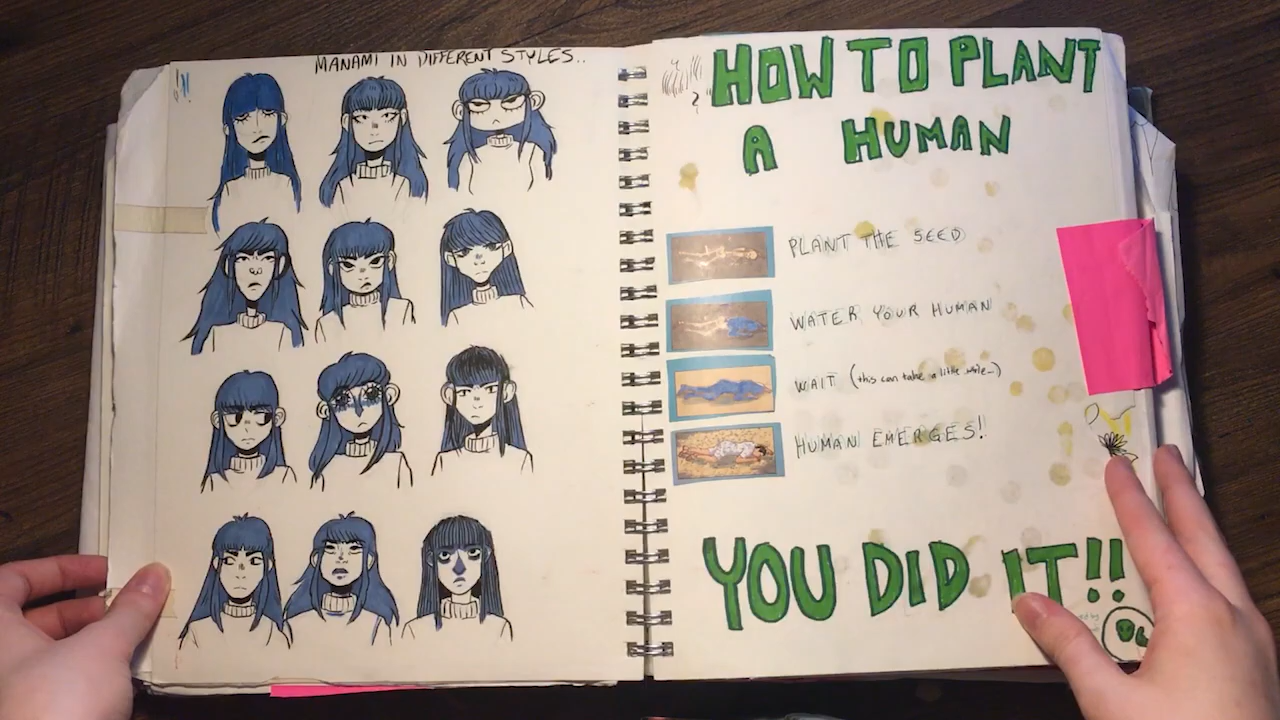 MANAMI IN DIFFERENT STYLES..
HOW TO PLANT
A HUMAN
PLANT THE SEED
WATER YOUR HUMAN
WAIT (this can take a little while...)
HUMAN EMERGES!
YOU DID IT!!